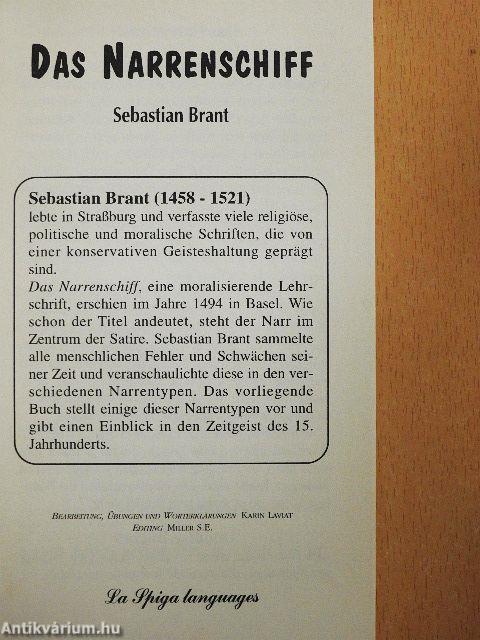 DAS NARRENSCHIFF
Sebastian Brant
Sebastian Brant (1458 - 1521)
lebte in Straßburg und verfasste viele religiöse,
politische und moralische Schriften, die von
einer konservativen Geisteshaltung geprägt
sind.
Das Narrenschiff, eine moralisierende Lehr-
schrift, erschien im Jahre 1494 in Basel. Wie
schon der Titel andeutet, steht der Narr im
Zentrum der Satire. Sebastian Brant sammelte
alle menschlichen Fehler und Schwächen sei-
ner Zeit und veranschaulichte diese in den ver-
schiedenen Narrentypen. Das vorliegende
Buch stellt einige dieser Narrentypen vor und
gibt einen Einblick in den Zeitgeist des 15.
Jahrhunderts.
BEARBEITUNG, ÜBUNGEN UND WORTERKLÄRUNGEN KARIN LAVIAT
EDITING MILLER S.E.
La Spiga languages
Antikvárium.hu